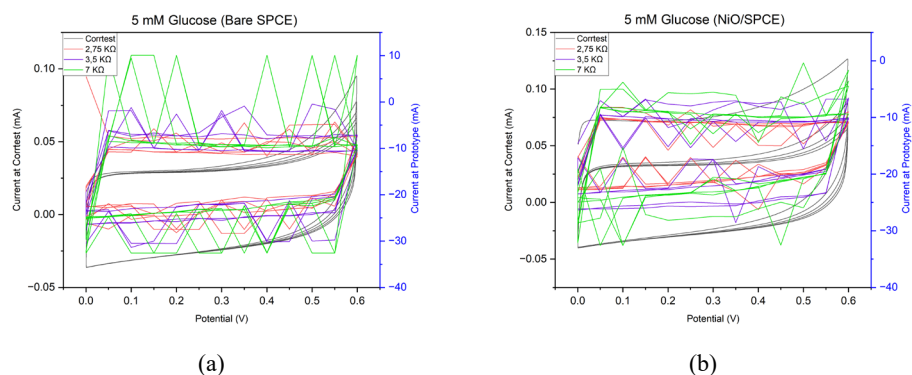 5 mM Glucose (Bare SPCE)
Corrtest
2,75 KΩ
3,5 KΩ
7 KΩ
Current at Corrtest (mA)
0.10
0.05
0.00
−0.05
10
0
−10
−20
−30
−40
Current at Prototype (mA)
0.0 0.1 0.2 0.3 0.4 0.5 0.6
Potential (V)
(a)
5 mM Glucose (NiO/SPCE)
Corrtest
2,75 KΩ
3,5 KΩ
7 KΩ
Current at Corrtest (mA)
0.15
0.10
0.05
0.00
−0.05
0
−10
−20
−30
−40
Current at Prototype (mA)
0.0 0.1 0.2 0.3 0.4 0.5 0.6
Potential (V)
(b)